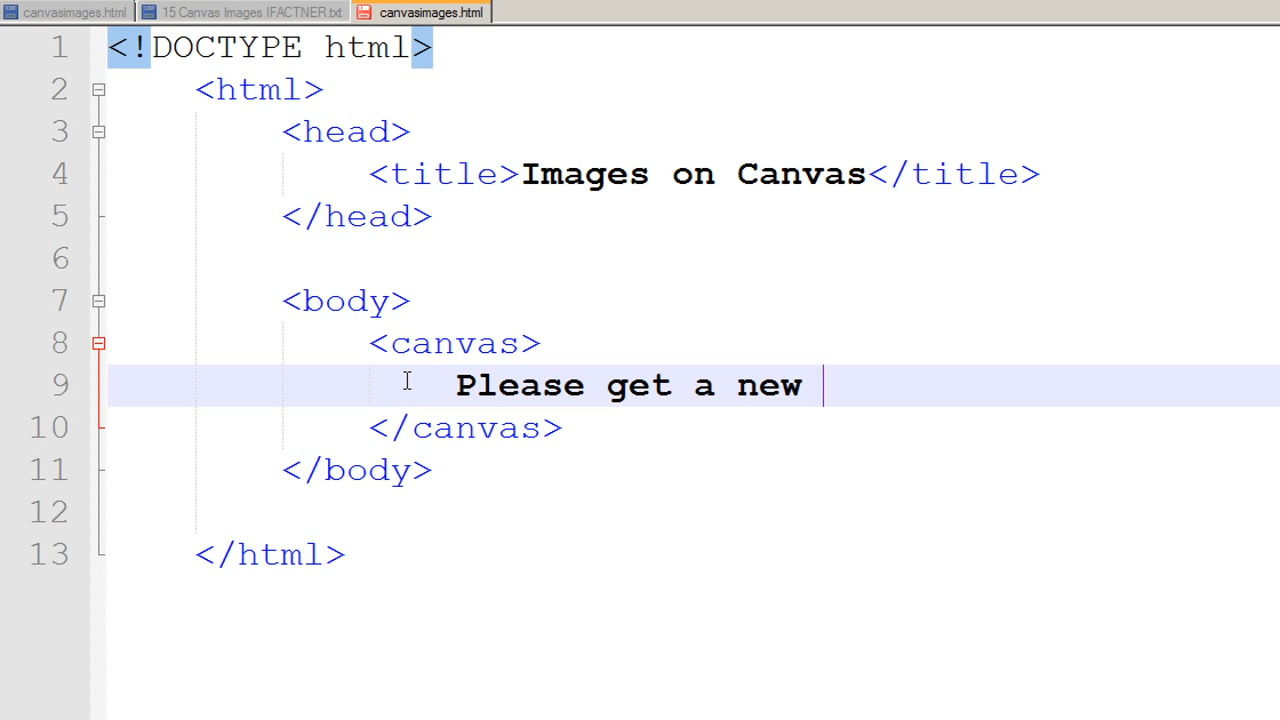 canvasimages.html 15 Canvas Images IFACTNER.txt canvasimages.html
1 <!DOCTYPE html>
2 <html>
3 <head>
4 <title>Images on Canvas</title>
5 </head>
6
7 <body>
8 <canvas>
9 Please get a new
10 </canvas>
11 </body>
12
13 </html>